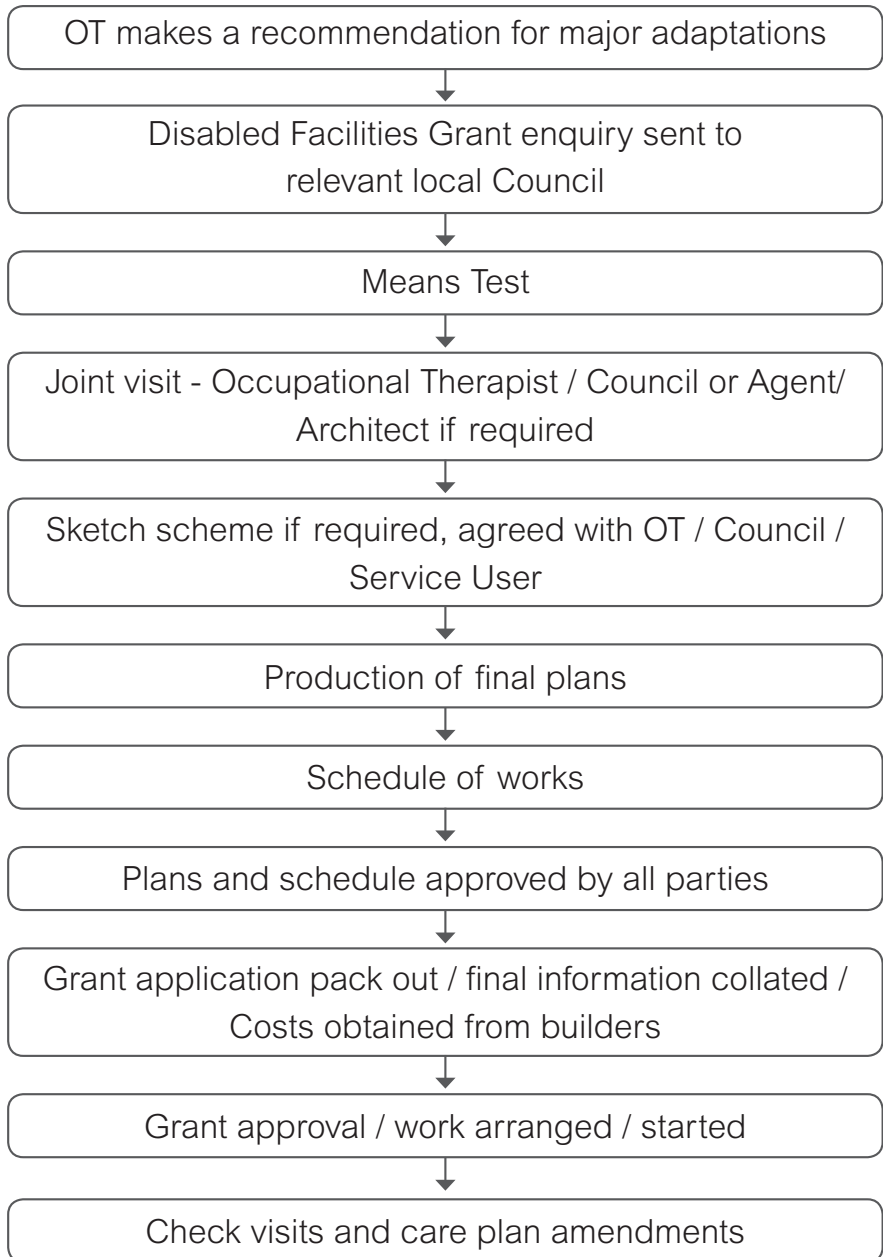 OT makes a recommendation for major adaptations
Disabled Facilities Grant enquiry sent to
relevant local Council
Means Test
Joint visit - Occupational Therapist / Council or Agent/
Architect if required
Sketch scheme if required, agreed with OT / Council /
Service User
Production of final plans
Schedule of works
Plans and schedule approved by all parties
Grant application pack out / final information collated /
Costs obtained from builders
Grant approval / work arranged / started
Check visits and care plan amendments